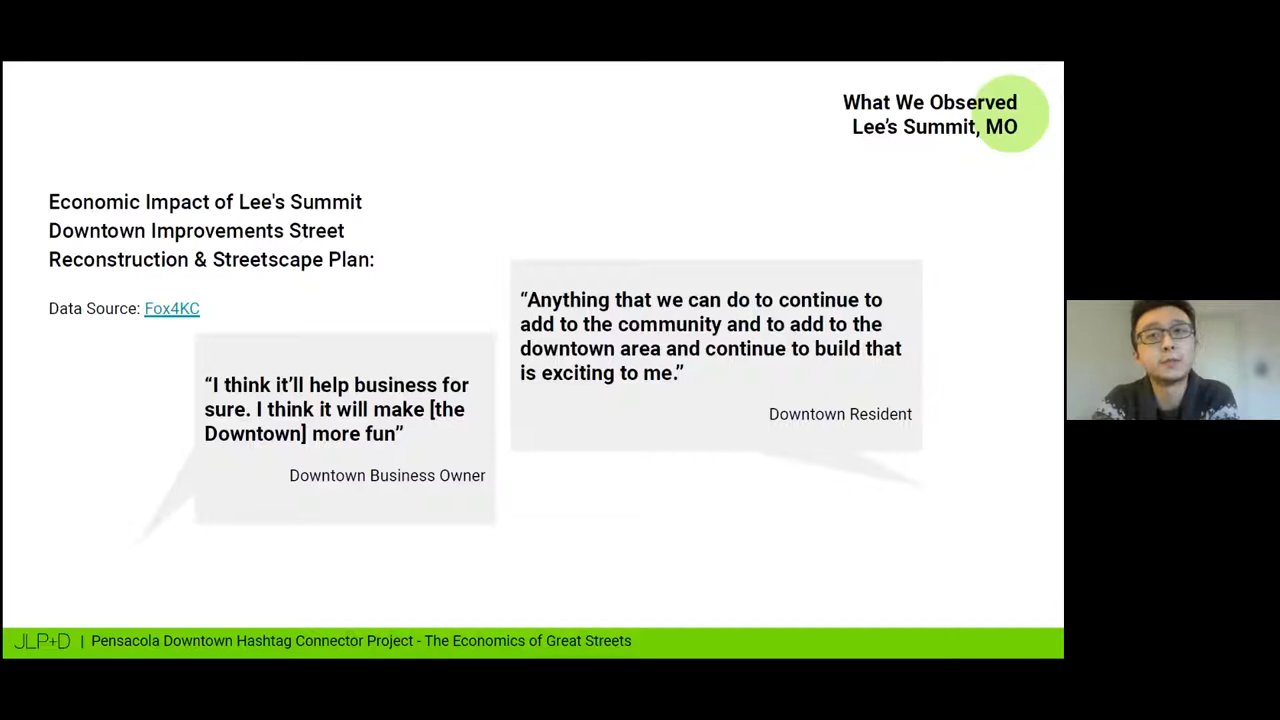 What We Observed
Lee’s Summit, MO
Economic Impact of Lee's Summit
Downtown Improvements Street
Reconstruction & Streetscape Plan:
Data Source: Fox4KC
“I think it’ll help business for
sure. I think it will make [the
Downtown] more fun”
Downtown Business Owner
“Anything that we can do to continue to
add to the community and to add to the
downtown area and continue to build that
is exciting to me.”
Downtown Resident
JLP+D | Pensacola Downtown Hashtag Connector Project - The Economics of Great Streets